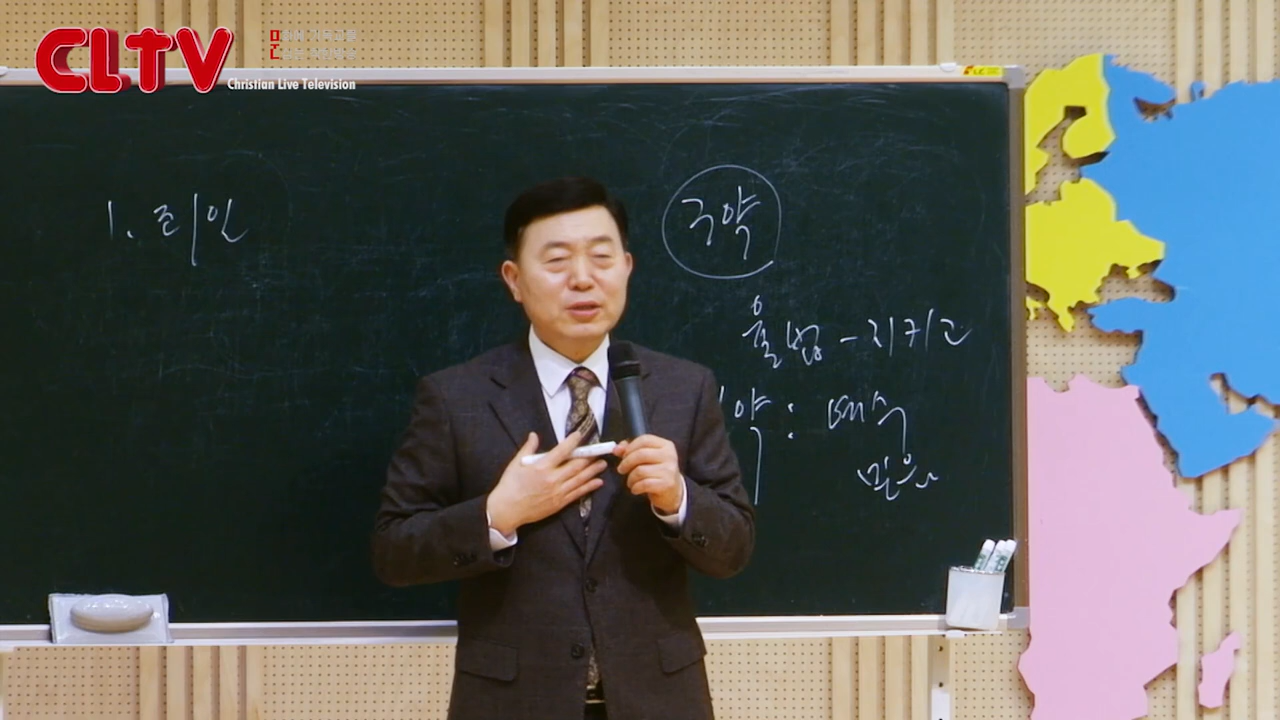 CLTV
Christian Live Television
1. 죄인
구약
율법 - 지키고
약 : 예수
믿음